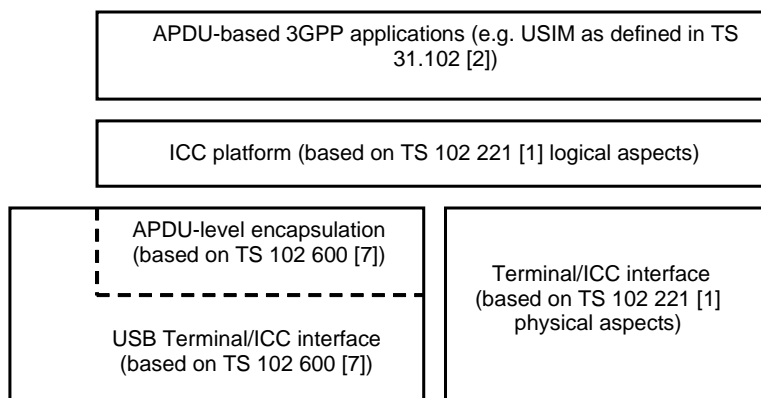 APDU-based 3GPP applications (e.g. USIM as defined in TS
31.102 [2])
ICC platform (based on TS 102 221 [1] logical aspects)
APDU-level encapsulation
(based on TS 102 600 [7])
USB Terminal/ICC interface
(based on TS 102 600 [7])
Terminal/ICC interface
(based on TS 102 221 [1]
physical aspects)